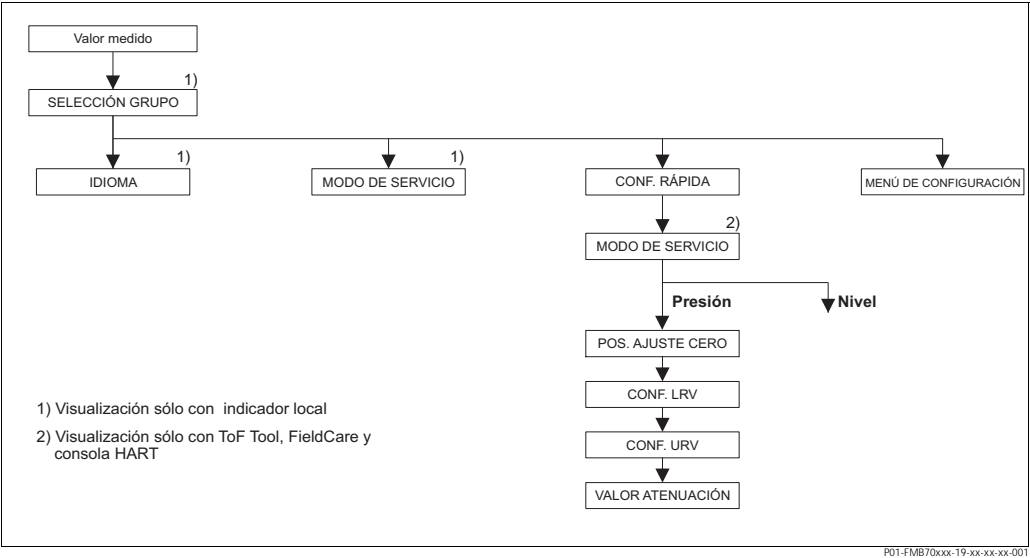 Valor medido
1)
SELECCIÓN GRUPO
1)
1)
IDIOMA
MODO DE SERVICIO
CONF. RÁPIDA
MENÚ DE CONFIGURACIÓN
2)
MODO DE SERVICIO
Presión
Nivel
POS. AJUSTE CERO
CONF. LRV
CONF. URV
VALOR ATENUACIÓN
1) Visualización sólo con indicador local
2) Visualización sólo con ToF Tool, FieldCare y
consola HART
P01-FMB70xxx-19-xx-xx-xx-001